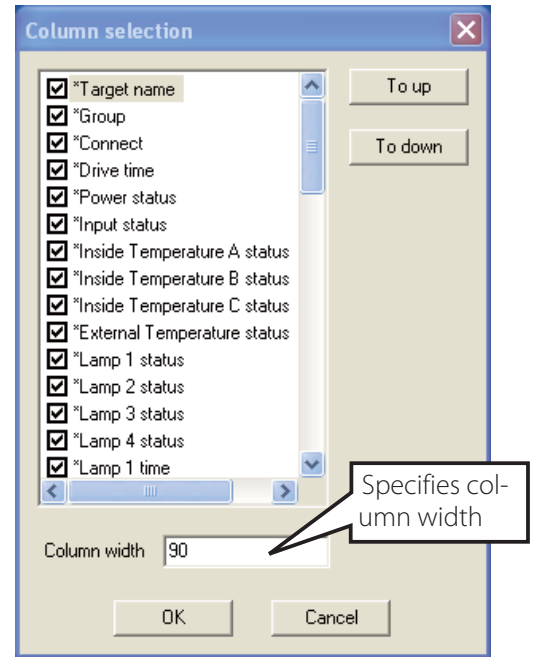 Column selection
*Target name
*Group
*Connect
*Drive time
*Power status
*Input status
*Inside Temperature A status
*Inside Temperature B status
*Inside Temperature C status
*External Temperature status
*Lamp 1 status
*Lamp 2 status
*Lamp 3 status
*Lamp 4 status
*Lamp 1 time
To up
To down
Specifies col-
umn width
Column width 90
OK Cancel